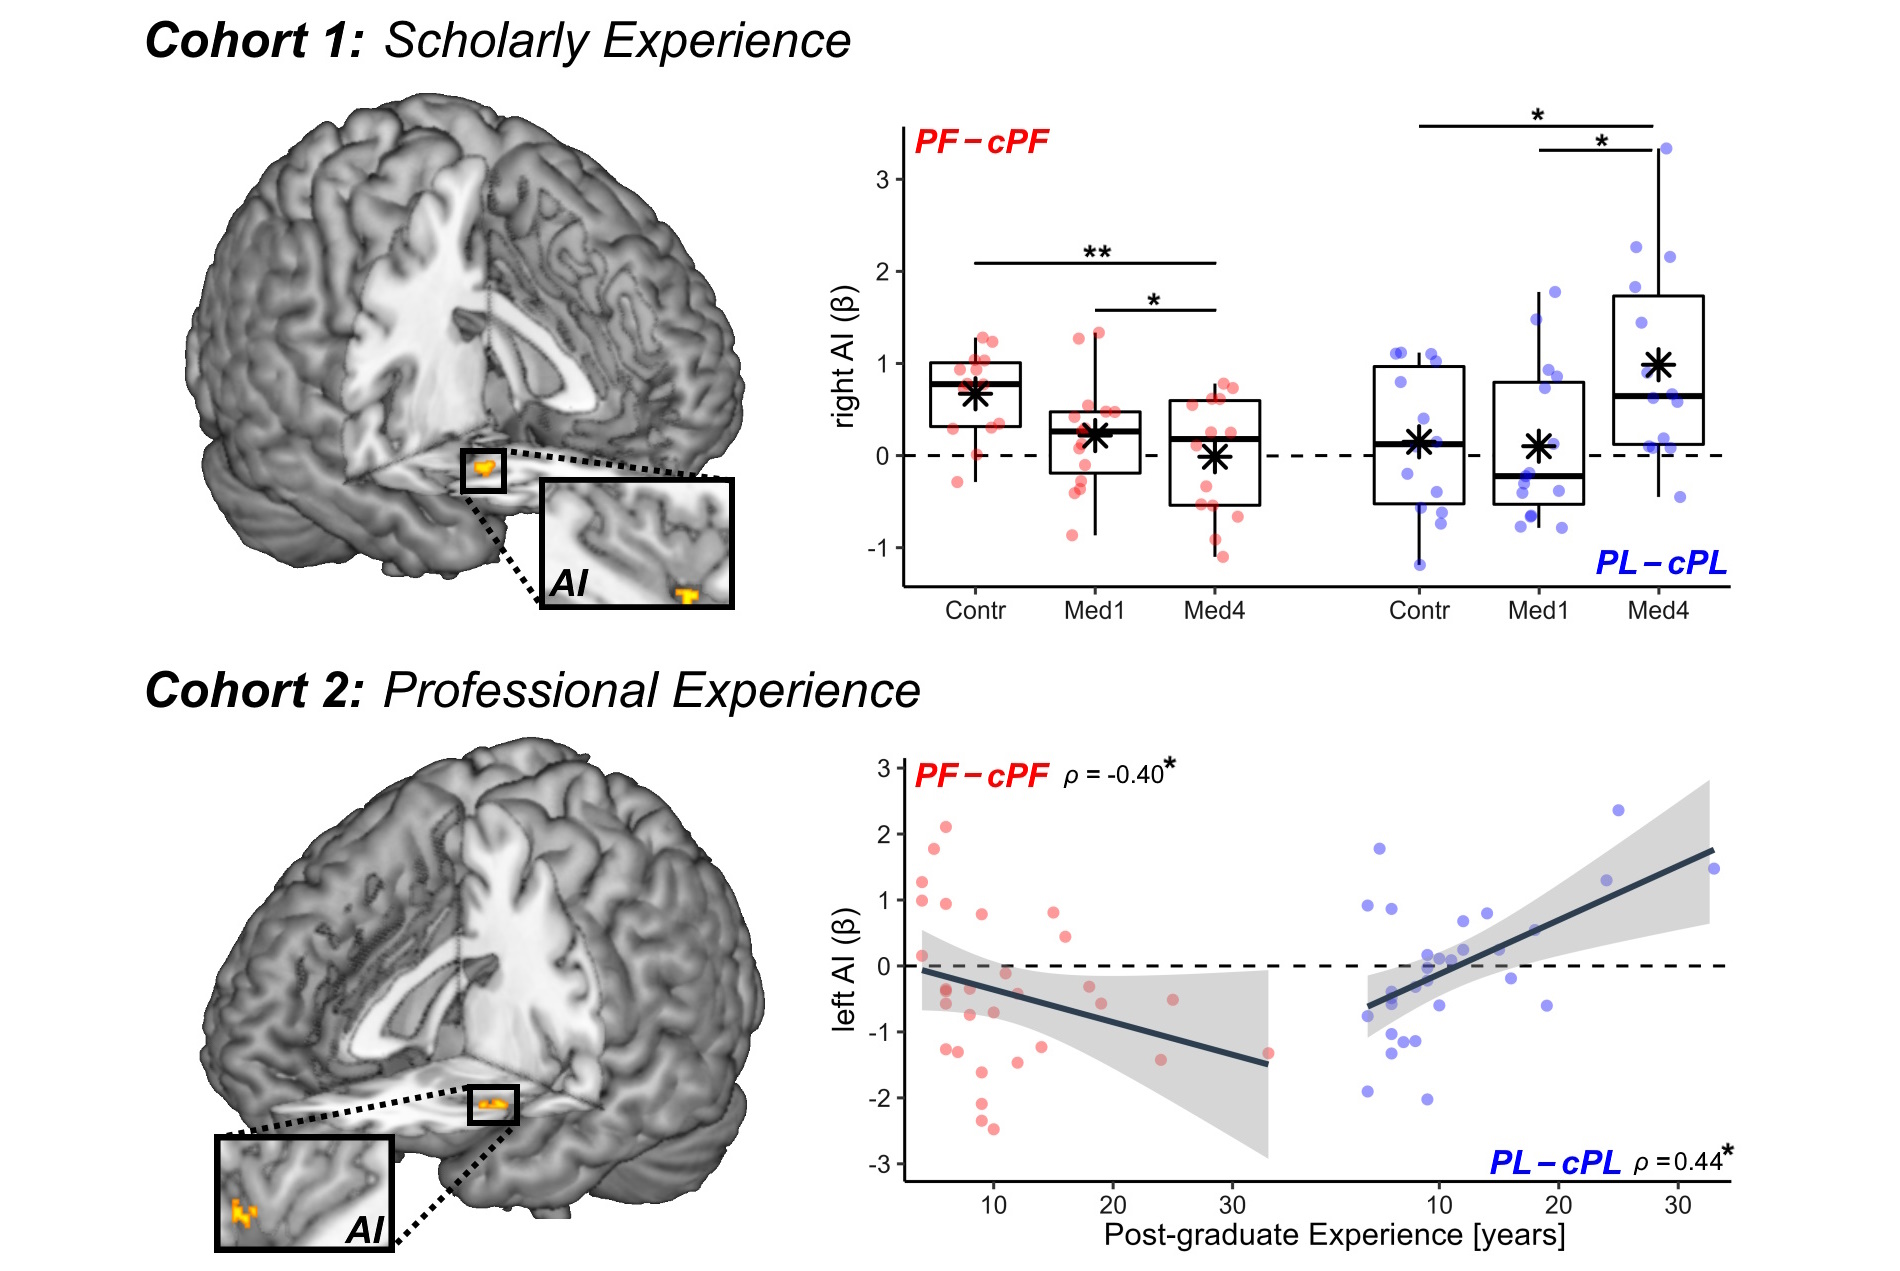 Cohort 1: Scholarly Experience
PF – cPF
* 
*
**
*
right AI (β)
3
2
1
0
-1
AI
PL – cPL
Contr Med1 Med4 Contr Med1 Med4
Cohort 2: Professional Experience
PF – cPF ρ = -0.40*
left AI (β)
3
2
1
0
-1
-2
-3
AI
PL – cPL ρ =0.44*
10 20 30 10 20 30
Post-graduate Experience [years]